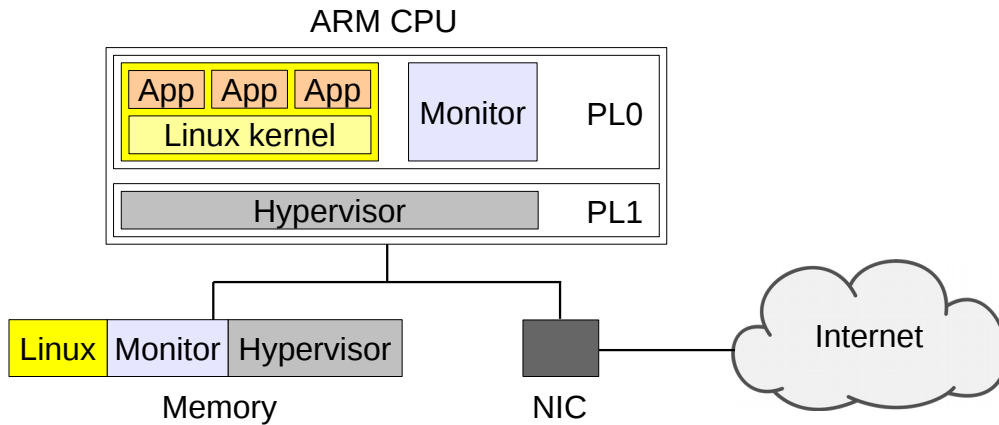 ARM CPU
App App App
Linux kernel
Monitor
PL0
Hypervisor
PL1
Linux Monitor Hypervisor
Memory
NIC
Internet